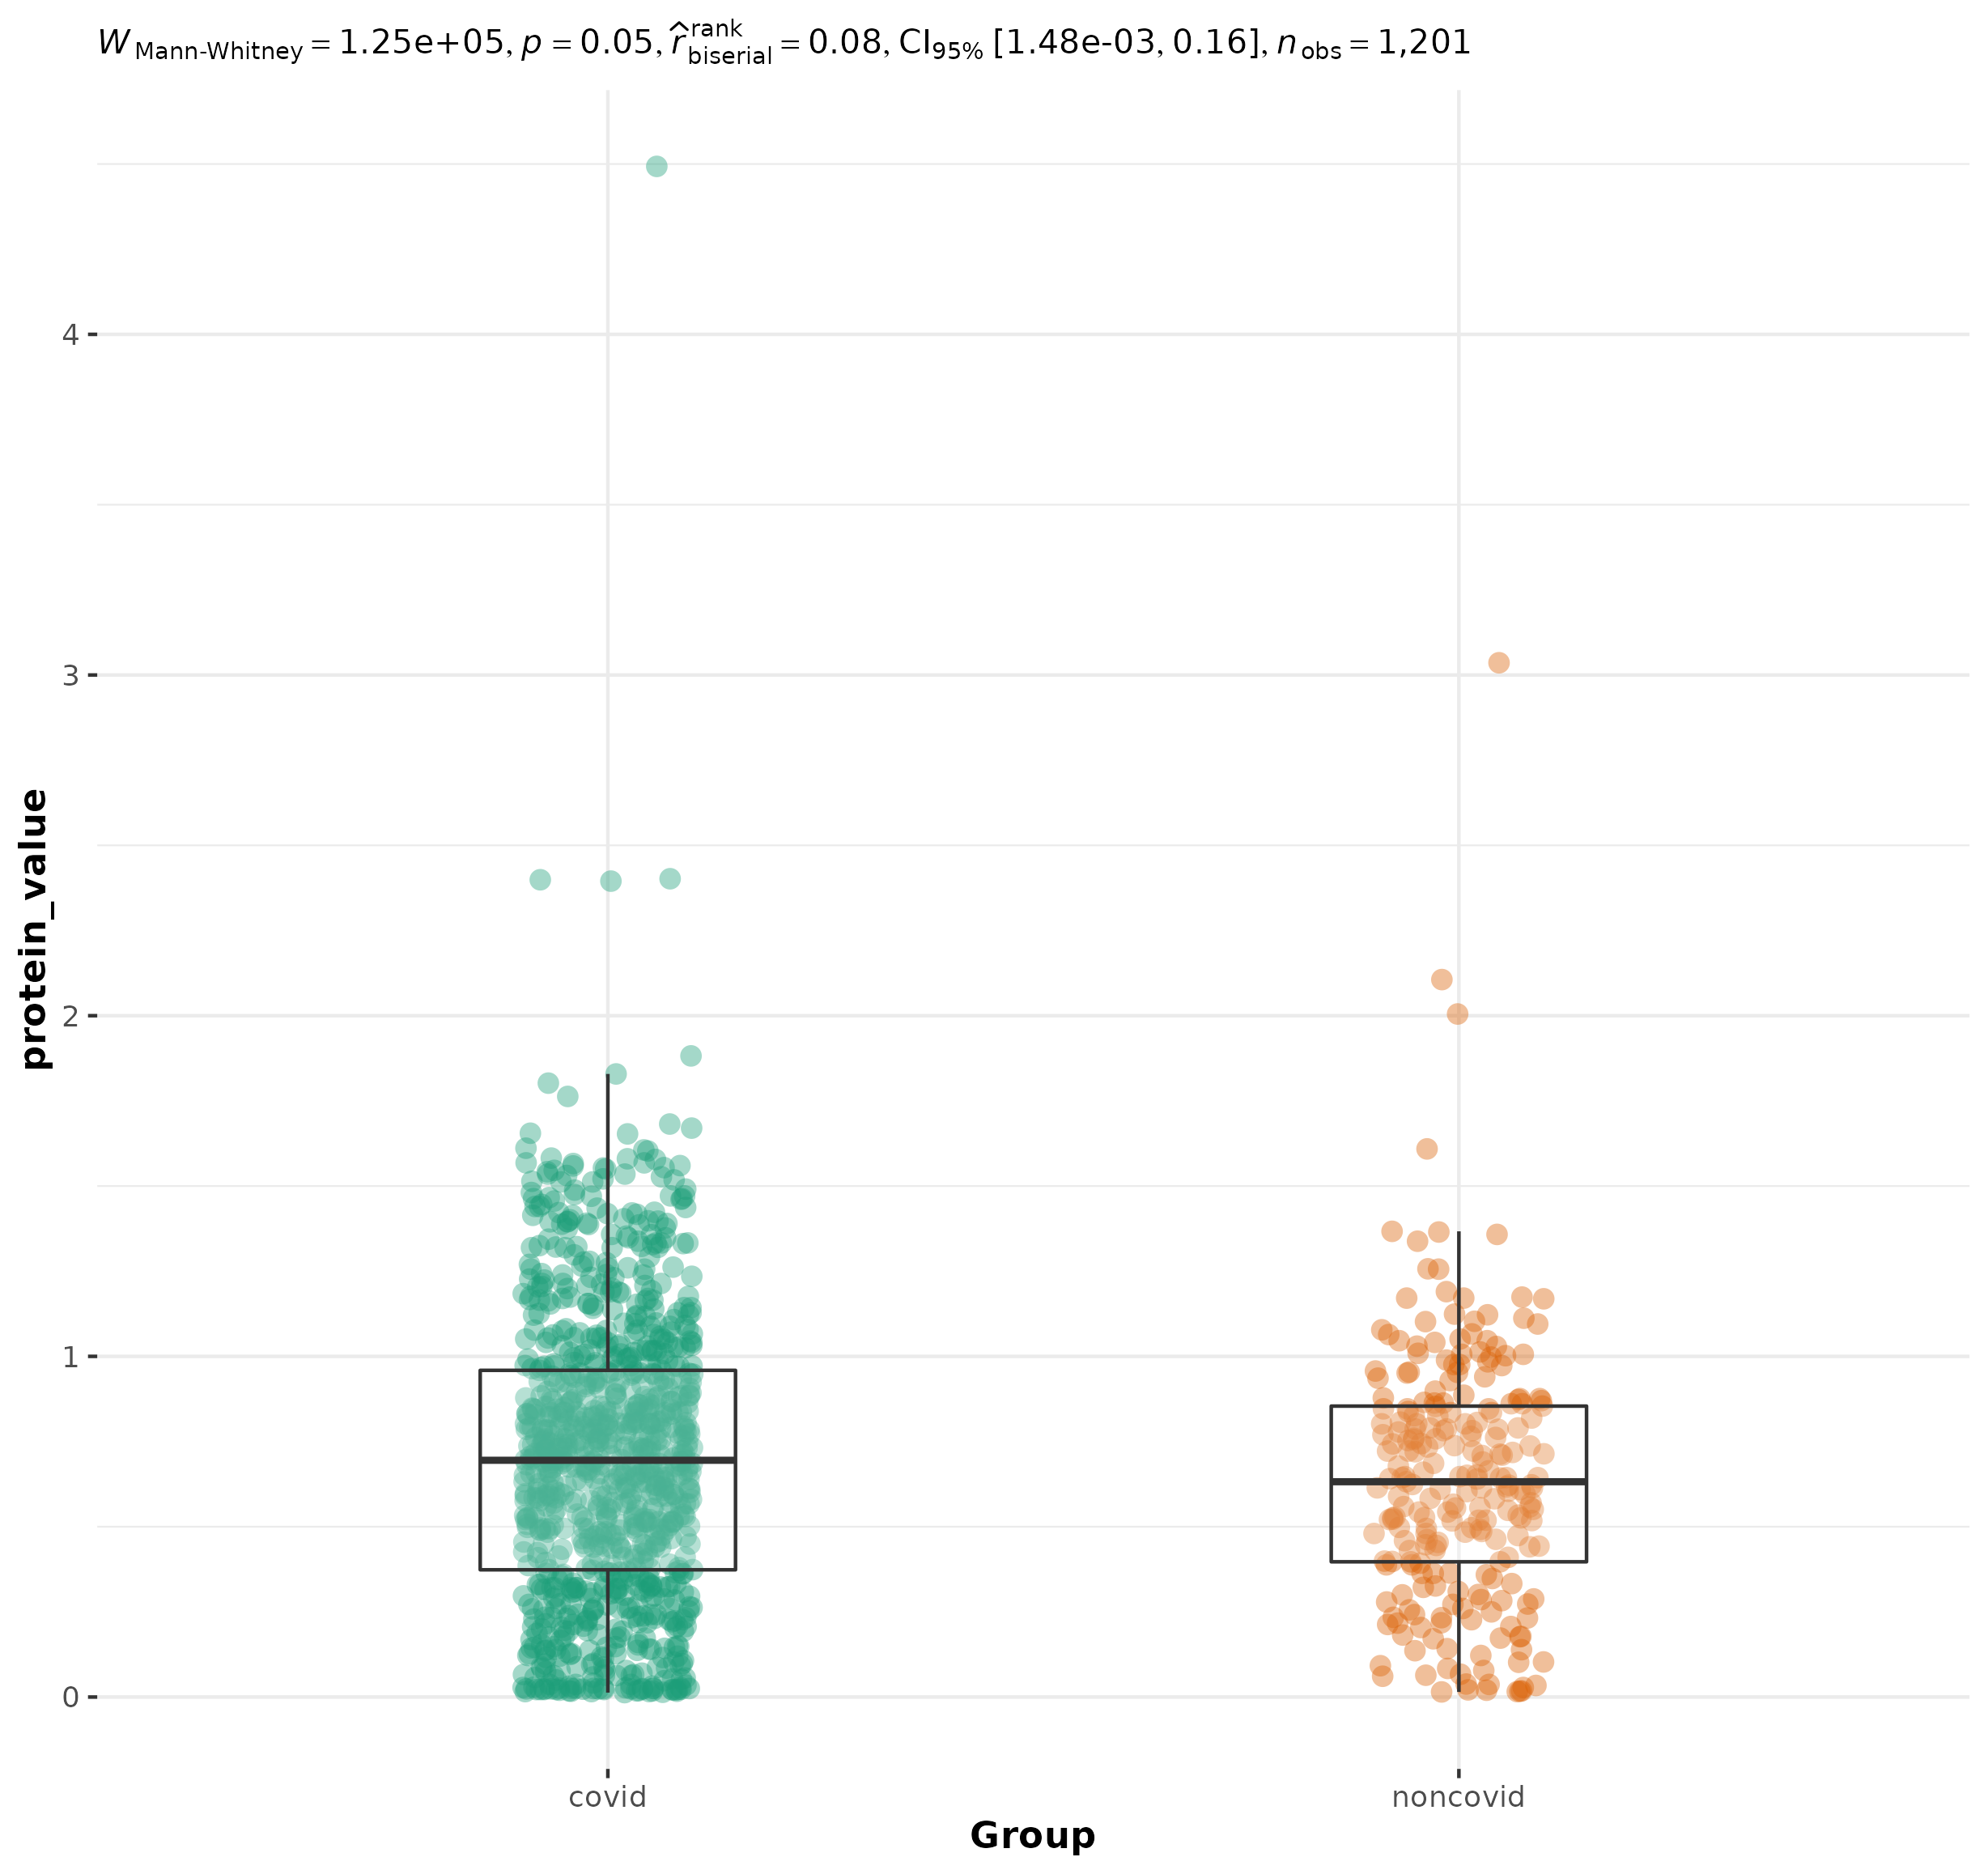 W Mann-Whitney = 1.25e+05, p = 0.05, r̂ rank biserial = 0.08, CI95% [1.48e-03, 0.16], n obs = 1,201
4
3
2
1
0
protein_value
covid noncovid
Group